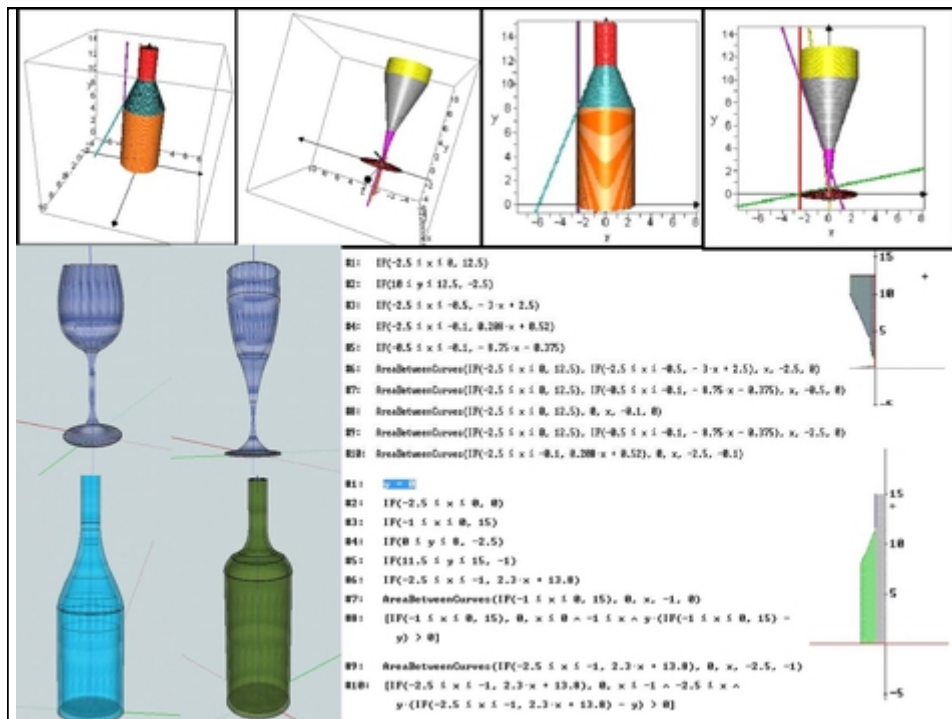 #1: IF(-2.5 ≤ x ≤ 0, 12.5)
#2: IF(10 ≤ y ≤ 12.5, -2.5)
#3: IF(-2.5 ≤ x ≤ -0.5, - 3·x + 2.5)
#4: IF(-2.5 ≤ x ≤ -0.1, 0.208·x + 0.52)
#5: IF(-0.5 ≤ x ≤ -0.1, - 8.75·x - 0.375)
#6: AreaBetweenCurves(IF(-2.5 ≤ x ≤ 0, 12.5), IF(-2.5 ≤ x ≤ -0.5, - 3·x + 2.5), x, -2.5, 0)
#7: AreaBetweenCurves(IF(-2.5 ≤ x ≤ 0, 12.5), IF(-0.5 ≤ x ≤ -0.1, - 8.75·x - 0.375), x, -0.5, 0)
#8: AreaBetweenCurves(IF(-2.5 ≤ x ≤ 0, 12.5), 0, x, -0.1, 0)
#9: AreaBetweenCurves(IF(-2.5 ≤ x ≤ 0, 12.5), IF(-0.5 ≤ x ≤ -0.1, - 8.75·x - 0.375), x, -2.5, 0)
#10: AreaBetweenCurves(IF(-2.5 ≤ x ≤ -0.1, 0.208·x + 0.52), 0, x, -2.5, -0.1)
#1: y = 0
#2: IF(-2.5 ≤ x ≤ 0, 0)
#3: IF(-1 ≤ x ≤ 0, 15)
#4: IF(0 ≤ y ≤ 8, -2.5)
#5: IF(11.5 ≤ y ≤ 15, -1)
#6: IF(-2.5 ≤ x ≤ -1, 2.3·x + 13.8)
#7: AreaBetweenCurves(IF(-1 ≤ x ≤ 0, 15), 0, x, -1, 0)
#8: [IF(-1 ≤ x ≤ 0, 15), 0, x ≤ 0 ∧ -1 ≤ x ∧ y·(IF(-1 ≤ x ≤ 0, 15) -
y) > 0]
#9: AreaBetweenCurves(IF(-2.5 ≤ x ≤ -1, 2.3·x + 13.8), 0, x, -2.5, -1)
#10: [IF(-2.5 ≤ x ≤ -1, 2.3·x + 13.8), 0, x ≤ -1 ∧ -2.5 ≤ x ∧
y·(IF(-2.5 ≤ x ≤ -1, 2.3·x + 13.8) - y) > 0]
15
10
5
15
10
5
-5